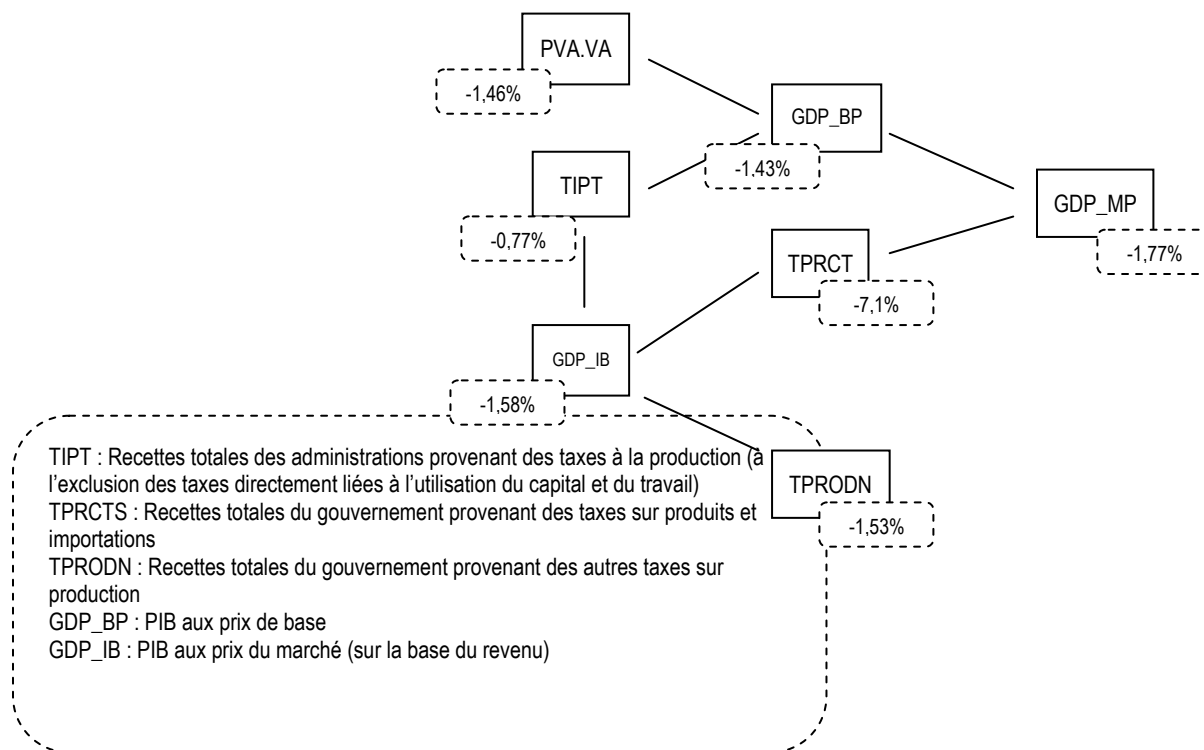 PVA.VA
-1,46%
GDP_BP
-1,43%
TIPT
-0,77%
GDP_MP
-1,77%
TPRCT
-7,1%
GDP_IB
-1,58%
TIPT : Recettes totales des administrations provenant des taxes à la production (à
l’exclusion des taxes directement liées à l’utilisation du capital et du travail)
TPRCTS : Recettes totales du gouvernement provenant des taxes sur produits et
importations
TPRODN : Recettes totales du gouvernement provenant des autres taxes sur
production
GDP_BP : PIB aux prix de base
GDP_IB : PIB aux prix du marché (sur la base du revenu)
TPRODN
-1,53%